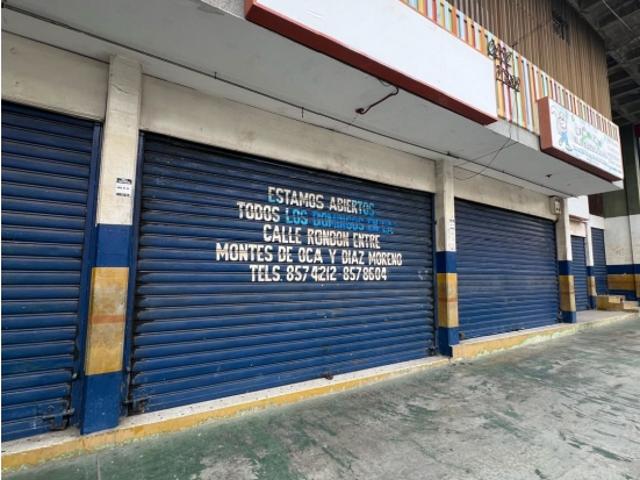 ESTAMOS ABIERTOS
TODOS LOS DOMINGOS EN LA
CALLE RONDON ENTRE
MONTES DE OCA Y DIAZ MORENO
TELS. 8574212 8578604